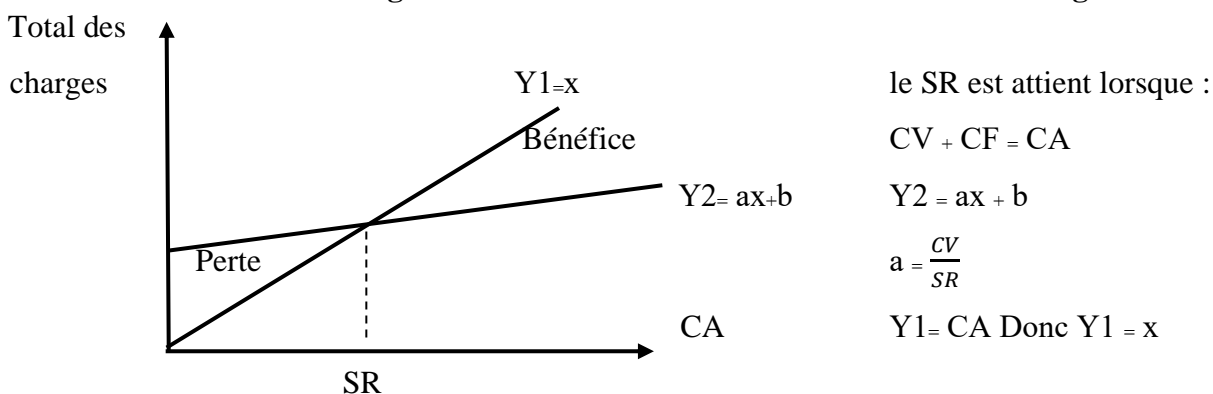 Total des
charges
Y1=x
Bénéfice
Y2= ax+b
Perte
CA
SR
le SR est attient lorsque :
CV + CF = CA
Y2 = ax + b
a = CV/SR
Y1= CA Donc Y1 = x